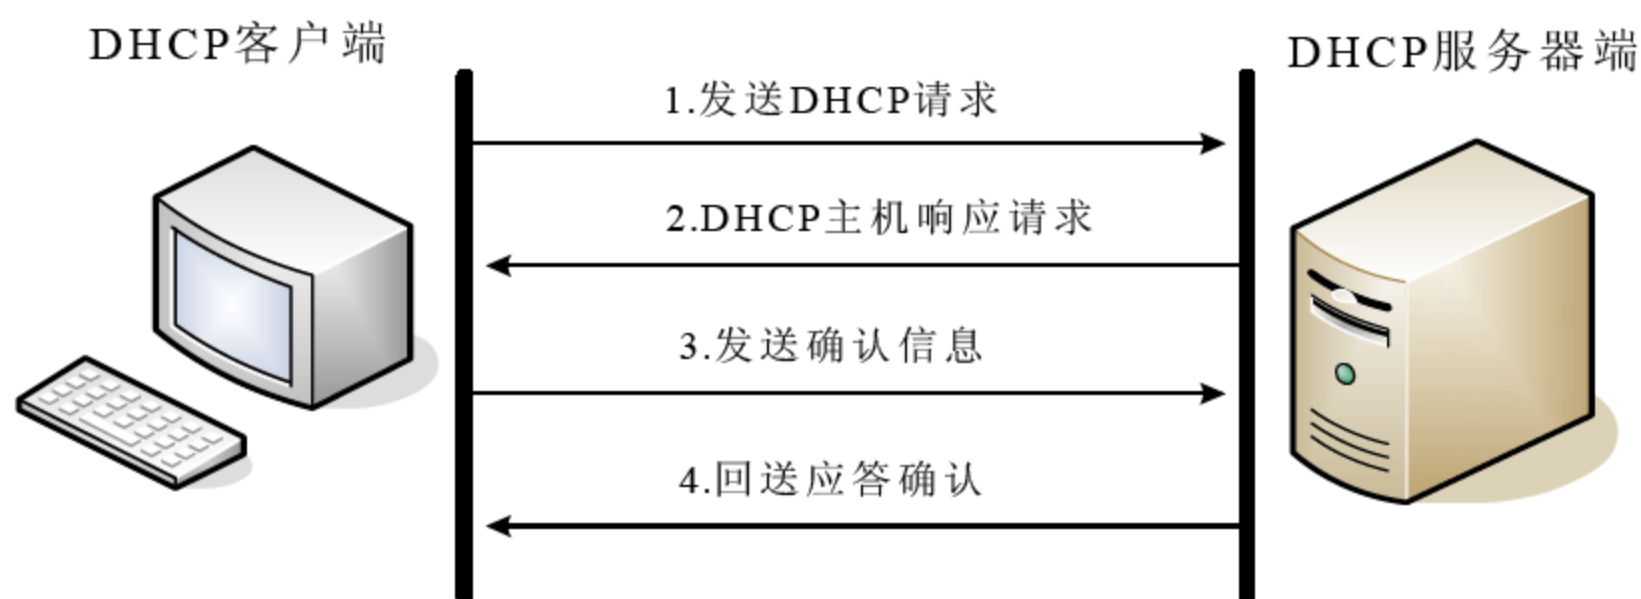 DHCP客户端
DHCP服务器端
1.发送DHCP请求
2.DHCP主机响应请求
3.发送确认信息
4.回送应答确认